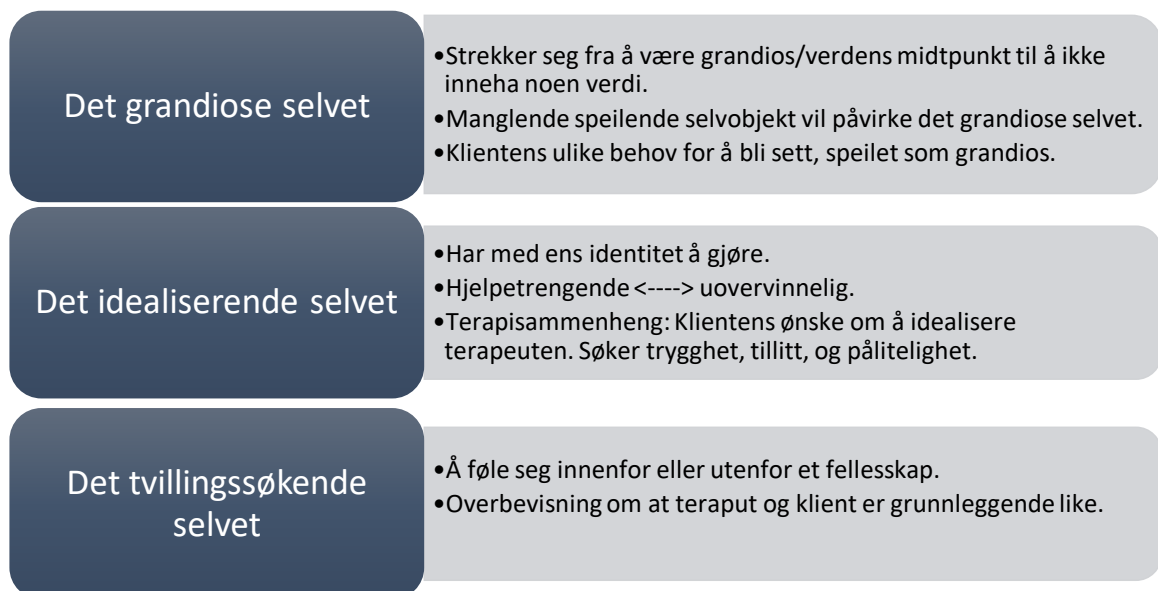 Det grandiose selvet
•Strekker seg fra å være grandios/verdens midtpunkt til å ikke
inneha noen verdi.
•Manglende speilende selvobjekt vil påvirke det grandiose selvet.
•Klientens ulike behov for å bli sett, speilet som grandios.
Det idealiserende selvet
•Har med ens identitet å gjøre.
•Hjelpetrengende <----> uovervinnelig.
•Terapisammenheng: Klientens ønske om å idealisere
terapeuten. Søker trygghet, tillitt, og pålitelighet.
Det tvillingssøkende
selvet
•Å føle seg innenfor eller utenfor et fellesskap.
•Overbevisning om at teraput og klient er grunnleggende like.